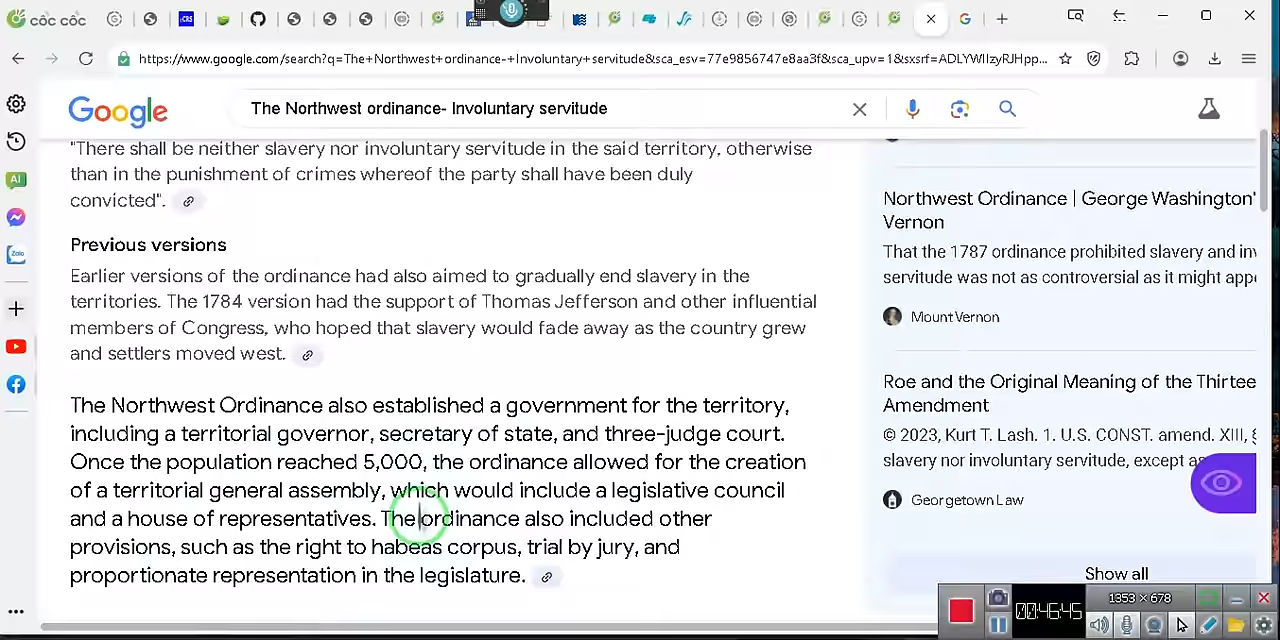 cốc cốc
https://www.google.com/search?q=The+Northwest+ordinance-+Involuntary+servitude&sca_esv=77e9856747e8aa3f&sca_upv=1&sxsrf=ADLYWIIzyRJHpp...
Google
The Northwest ordinance- Involuntary servitude
"There shall be neither slavery nor involuntary servitude in the said territory, otherwise
than in the punishment of crimes whereof the party shall have been duly
convicted".
Previous versions
Earlier versions of the ordinance had also aimed to gradually end slavery in the
territories. The 1784 version had the support of Thomas Jefferson and other influential
members of Congress, who hoped that slavery would fade away as the country grew
and settlers moved west.
The Northwest Ordinance also established a government for the territory,
including a territorial governor, secretary of state, and three-judge court.
Once the population reached 5,000, the ordinance allowed for the creation
of a territorial general assembly, which would include a legislative council
and a house of representatives. The ordinance also included other
provisions, such as the right to habeas corpus, trial by jury, and
proportionate representation in the legislature.
Northwest Ordinance | George Washington'
Vernon
That the 1787 ordinance prohibited slavery and inv
servitude was not as controversial as it might appe
Mount Vernon
Roe and the Original Meaning of the Thirtee
Amendment
© 2023, Kurt T. Lash. 1. U.S. CONST. amend. XIII, §
slavery nor involuntary servitude, except as
Georgetown Law
Show all
AI
Zalo
CRS
00:46:45
1353 × 678